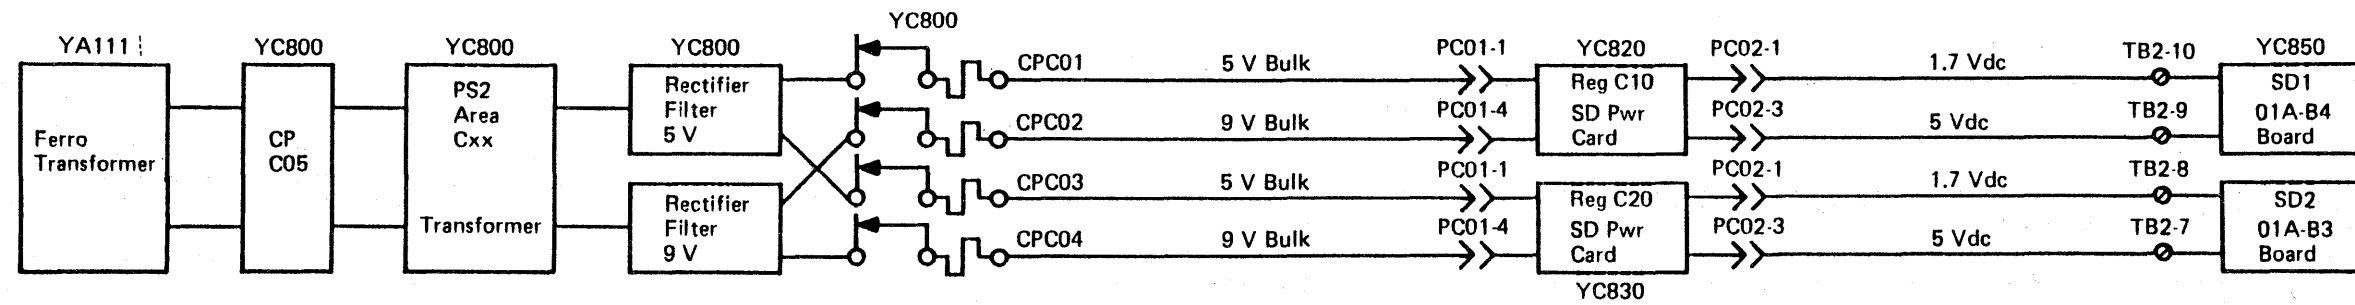 YA111
YC800
YC800
YC800
YC800
YC820
YC850
Ferro
Transformer
CP
C05
PS2
Area
Cxx
Transformer
Rectifier
Filter
5 V
Rectifier
Filter
9 V
CPC01
5 V Bulk
PC01-1
CPC02
9 V Bulk
PC01-4
CPC03
5 V Bulk
PC01-1
CPC04
9 V Bulk
PC01-4
Reg C10
SD Pwr
Card
Reg C20
SD Pwr
Card
YC830
PC02-1
1.7 Vdc
TB2-10
PC02-3
5 Vdc
TB2-9
PC02-1
1.7 Vdc
TB2-8
PC02-3
5 Vdc
TB2-7
SD1
01A-B4
Board
SD2
01A-B3
Board